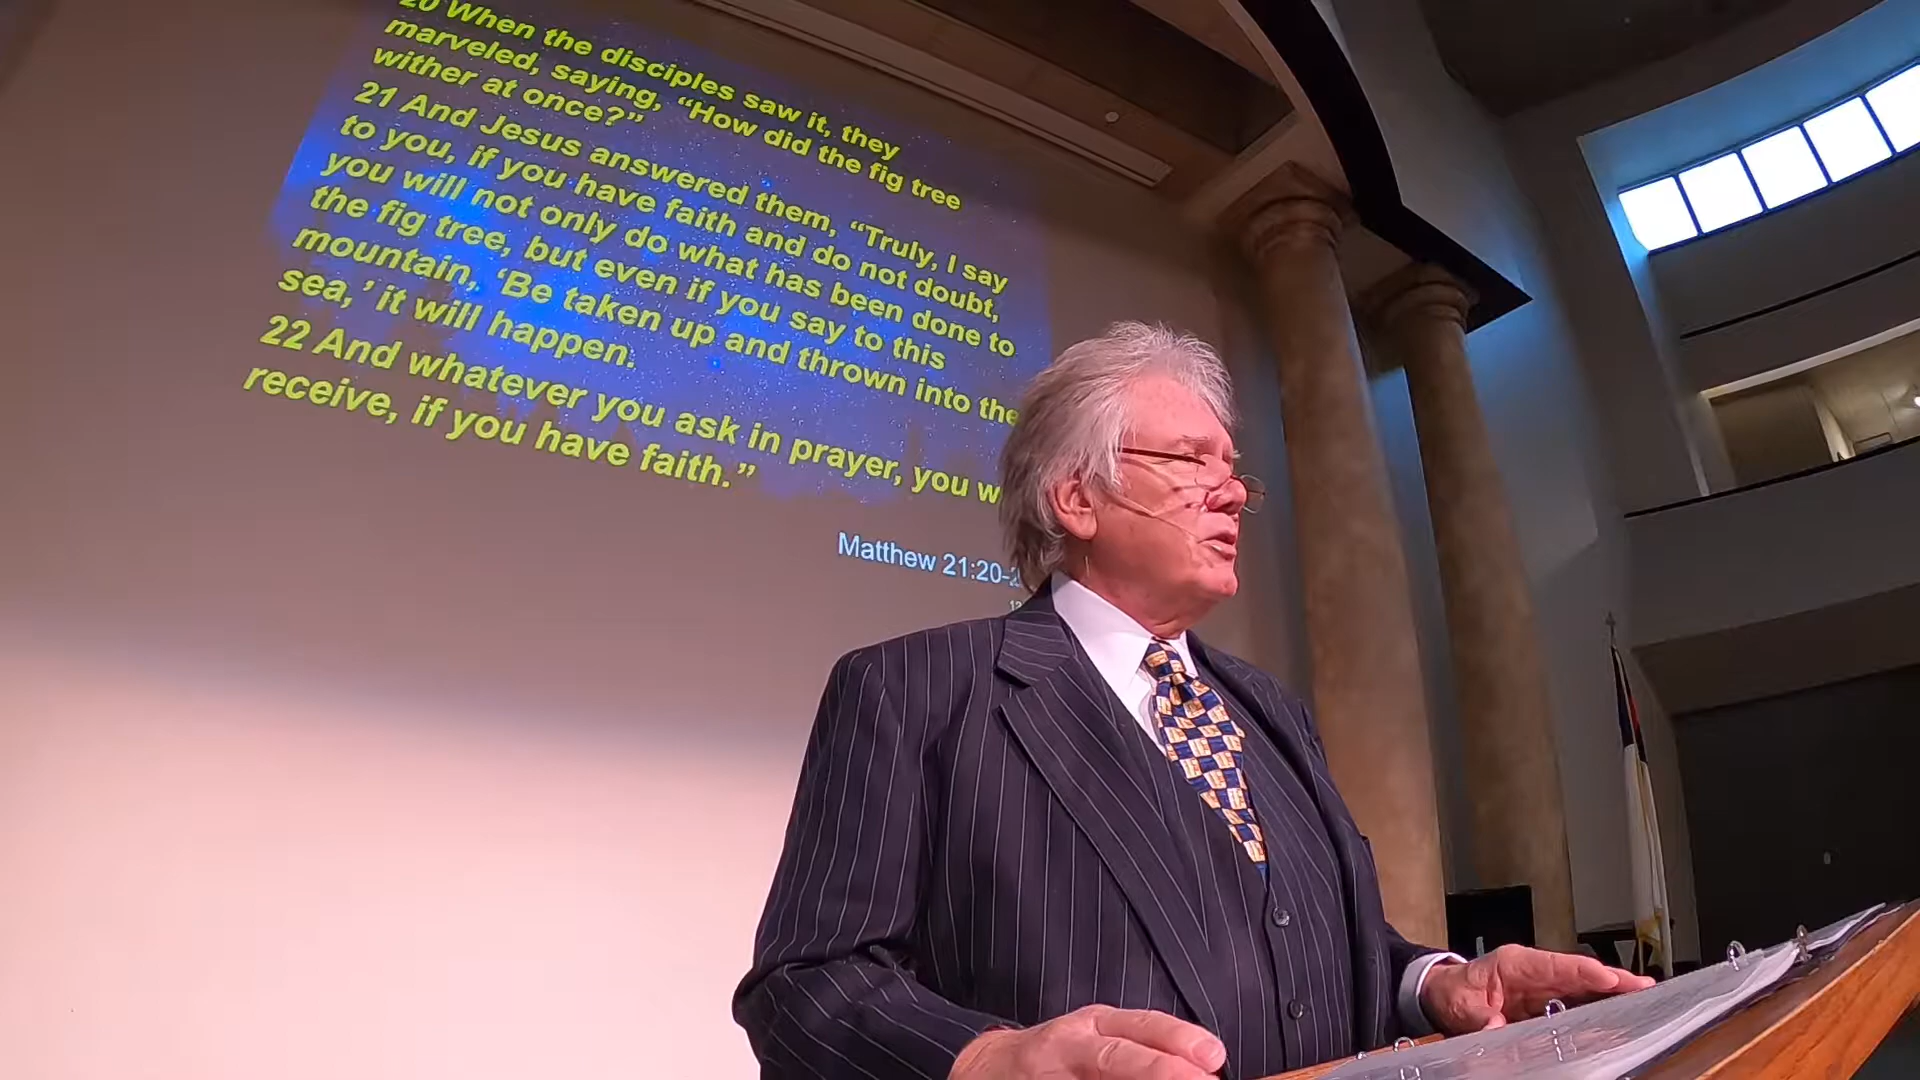 20 When the disciples saw it, they
marveled, saying, “How did the fig tree
wither at once?”
21 And Jesus answered them, “Truly, I say
to you, if you have faith and do not doubt,
you will not only do what has been done to
the fig tree, but even if you say to this
mountain, ‘Be taken up and thrown into the
sea,’ it will happen.
22 And whatever you ask in prayer, you
receive, if you have faith.”
Matthew 21:20-